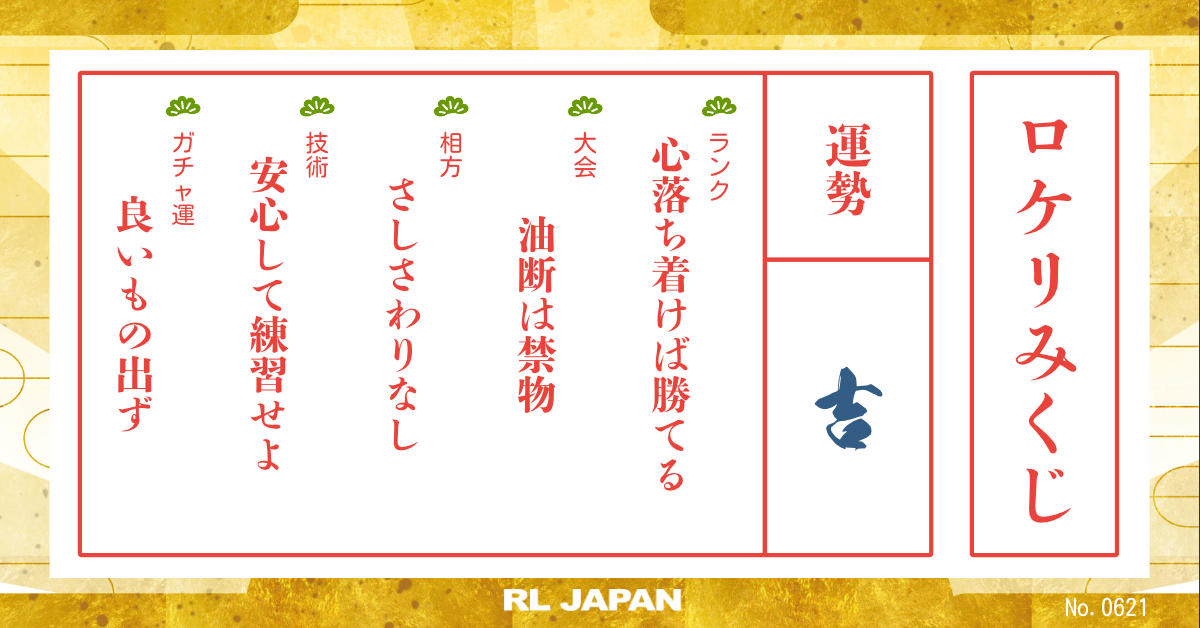 ロケリみくじ
運勢
吉
ランク
心落ち着けば勝てる
大会
油断は禁物
相方
さしさわりなし
技術
安心して練習せよ
ガチャ運
良いもの出ず
RL JAPAN
No. 0621